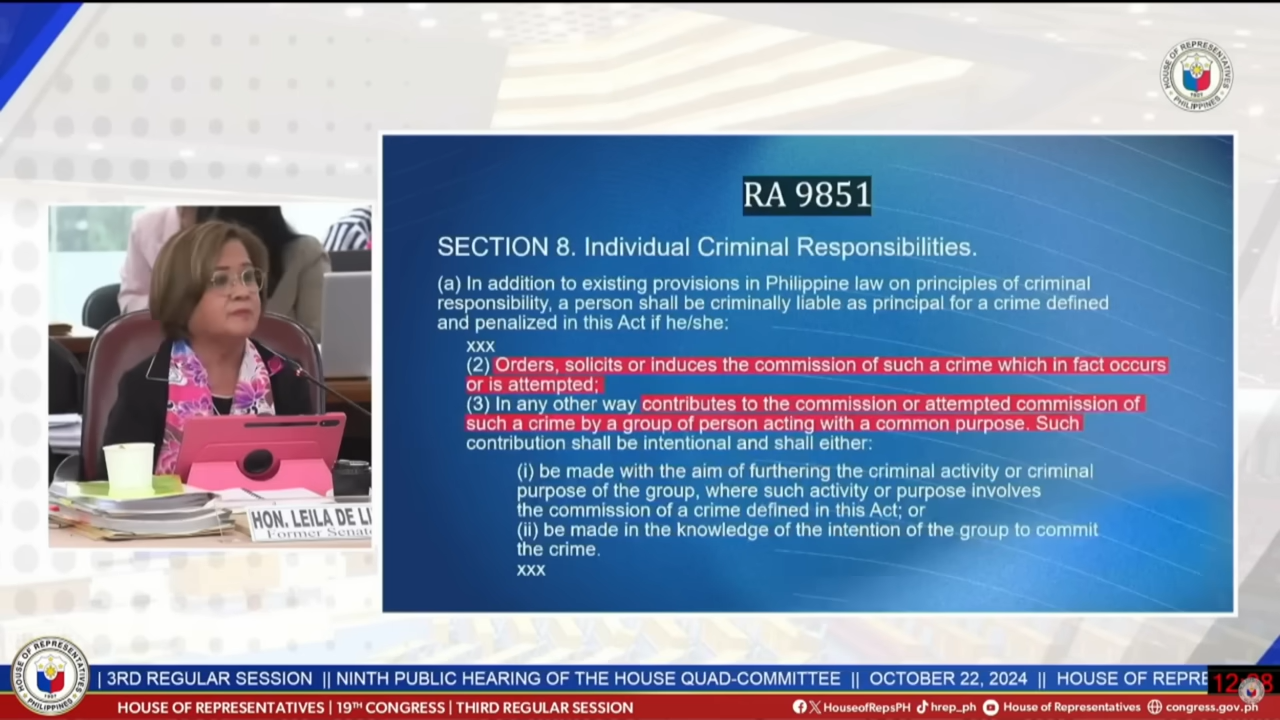 HOUSE OF REPRESENTATIVES
1907
PHILIPPINES
RA 9851
SECTION 8. Individual Criminal Responsibilities.
(a) In addition to existing provisions in Philippine law on principles of criminal
responsibility, a person shall be criminally liable as principal for a crime defined
and penalized in this Act if he/she:
xxx
(2) Orders, solicits or induces the commission of such a crime which in fact occurs
or is attempted;
(3) In any other way contributes to the commission or attempted commission of
such a crime by a group of person acting with a common purpose. Such
contribution shall be intentional and shall either:
(i) be made with the aim of furthering the criminal activity or criminal
purpose of the group, where such activity or purpose involves
the commission of a crime defined in this Act; or
(ii) be made in the knowledge of the intention of the group to commit
the crime.
xxx
HON. LEILA DE LI
Former Senat
HOUSE OF REPRESENTATIVES
PHILIPPINES
| 3RD REGULAR SESSION || NINTH PUBLIC HEARING OF THE HOUSE QUAD-COMMITTEE || OCTOBER 22, 2024 || HOUSE OF REPRE
HOUSE OF REPRESENTATIVES | 19TH CONGRESS | THIRD REGULAR SESSION
HouseofRepsPH hrep_ph House of Representatives congress.gov.ph